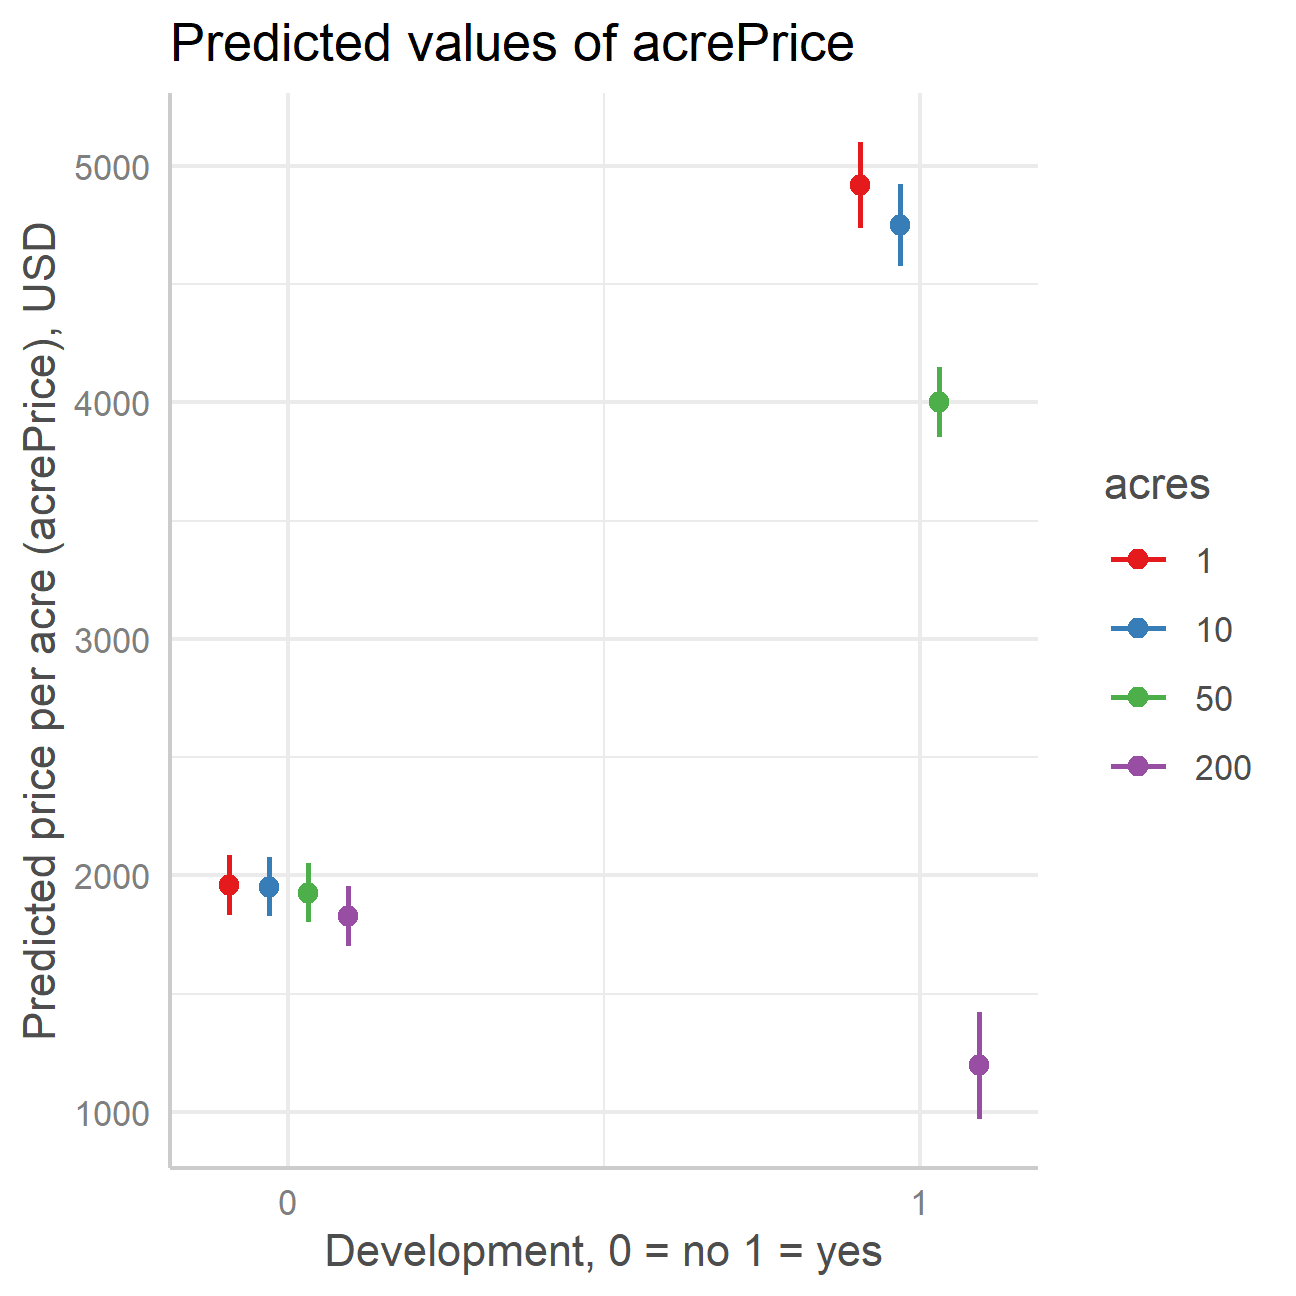 Predicted values of acrePrice
Predicted price per acre (acrePrice), USD
5000
4000
3000
2000
1000
0
1
Development, 0 = no 1 = yes
acres
1
10
50
200